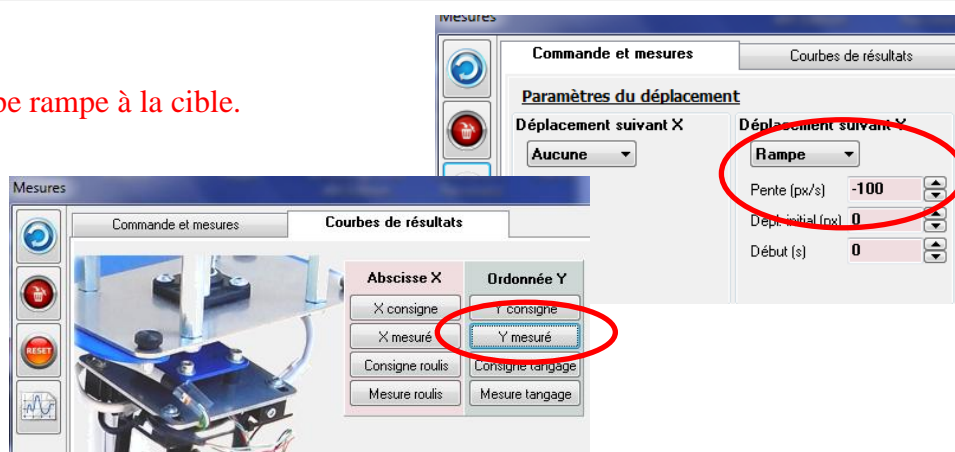 Mesures
Commande et mesures
Courbes de résultats
rampe à la cible.
Paramètres du déplacement
Déplacement suivant X
Déplacement suivant Y
Aucune
Rampe
Pente (px/s) -100
Dépl. initial (px) 0
Début (s) 0
Mesures
Commande et mesures
Courbes de résultats
Abscisse X
Ordonnée Y
X consigne
Y consigne
X mesuré
Y mesuré
Consigne roulis
Consigne tangage
Mesure roulis
Mesure tangage
RESET